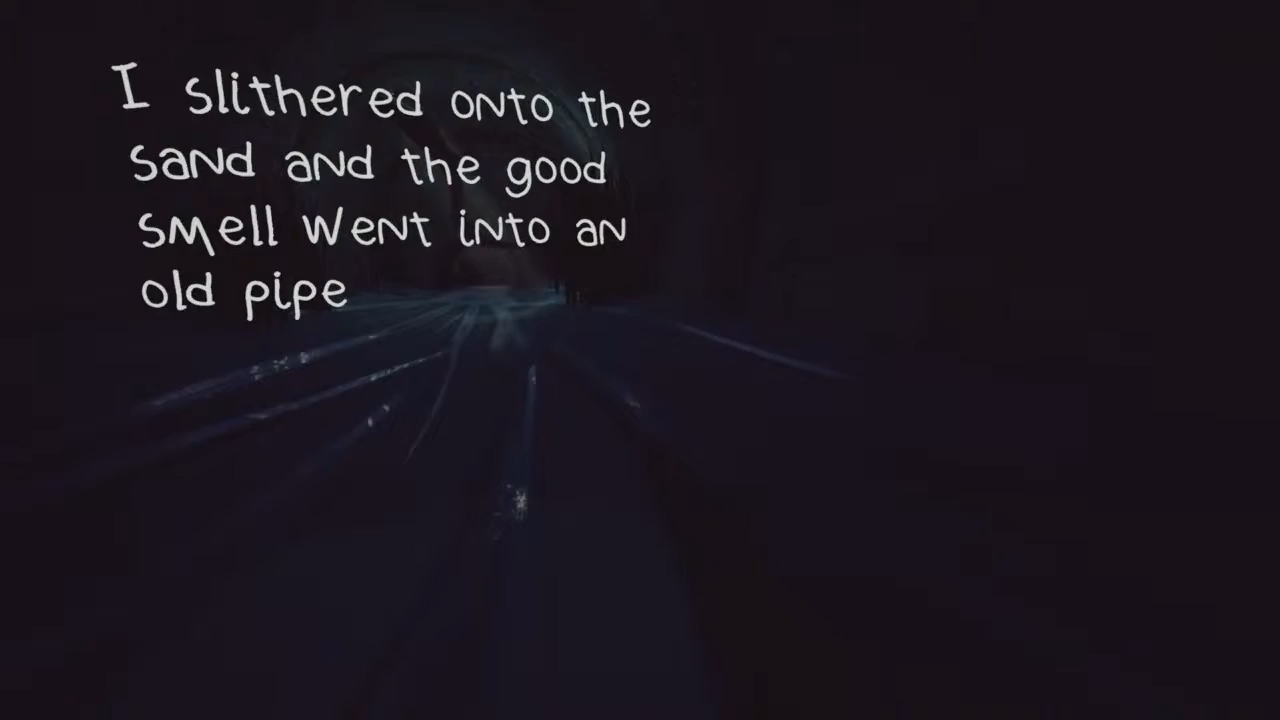 I slithered onto the
sand and the good
smell went into an
old pipe